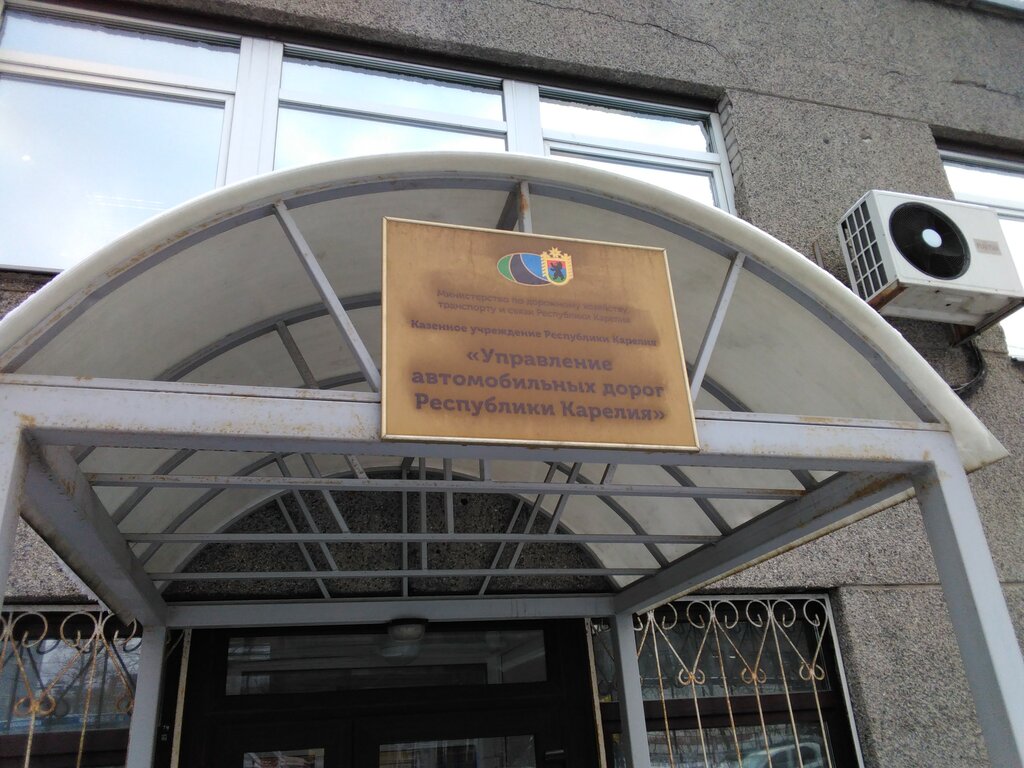 Министерство по дорожному хозяйству,
транспорту и связи Республики Карелия
Казенное учреждение Республики Карелия
«Управление
автомобильных дорог
Республики Карелия»